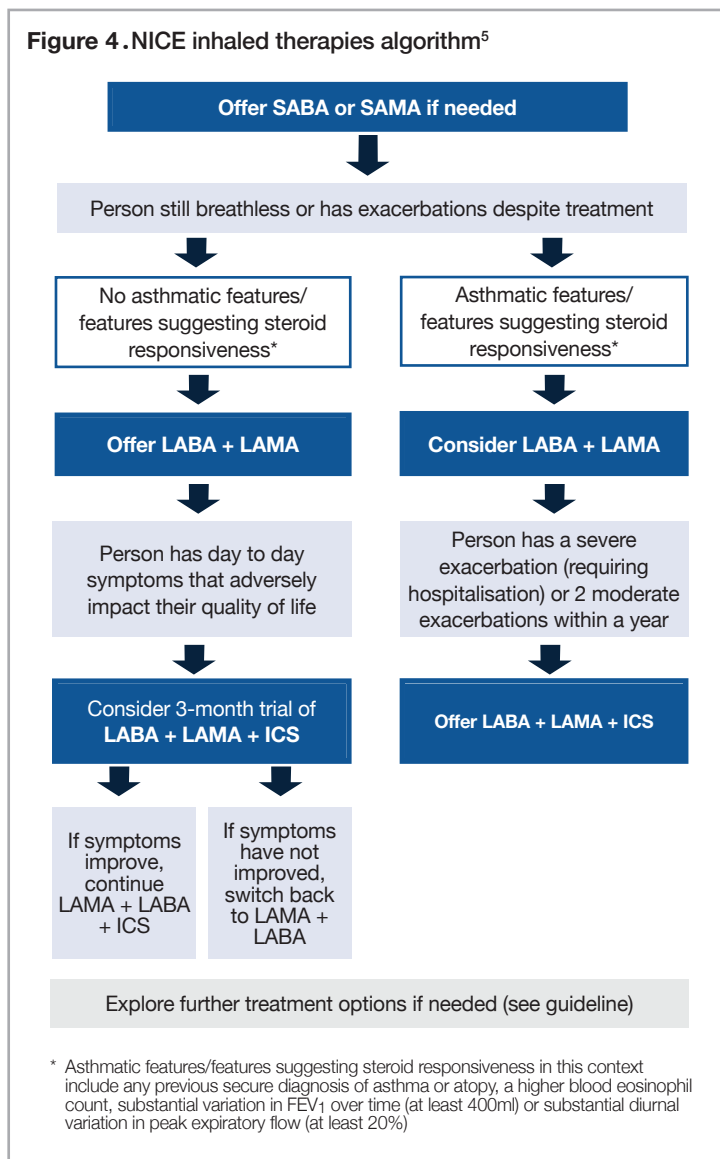 Figure 4.NICE inhaled therapies algorithm5
Offer SABA or SAMA if needed
Person still breathless or has exacerbations despite treatment
No asmathic features/
features suggesting steroid
responsiveness*
Asthmatic features/
features suggesting steroid
responsiveness*
Offer LABA + LAMA
Consider LABA + LAMA
Person has day to day
symptoms that adversely
impact their quality of life
Person has a severe
exacerbation (requiring
hospitalisation) or 2 moderate
exacerbations within a year
Consider 3-month trial of
LABA + LAMA + ICS
Offer LABA + LAMA + ICS
If symptoms
improve,
continue
LAMA + LABA
+ ICS
If symptoms
have not
improved,
switch back
to LAMA +
LABA
Explore further treatment options if needed (see guideline)
* Asthmatic features/features suggesting steroid responsiveness in this context
include any previous secure diagnosis of asthma or atopy, a higher blood eosinophil
count, substantial variation in FEV1 over time (at least 400ml) or substantial diurnal
variation in peak expiratory flow (at least 20%)